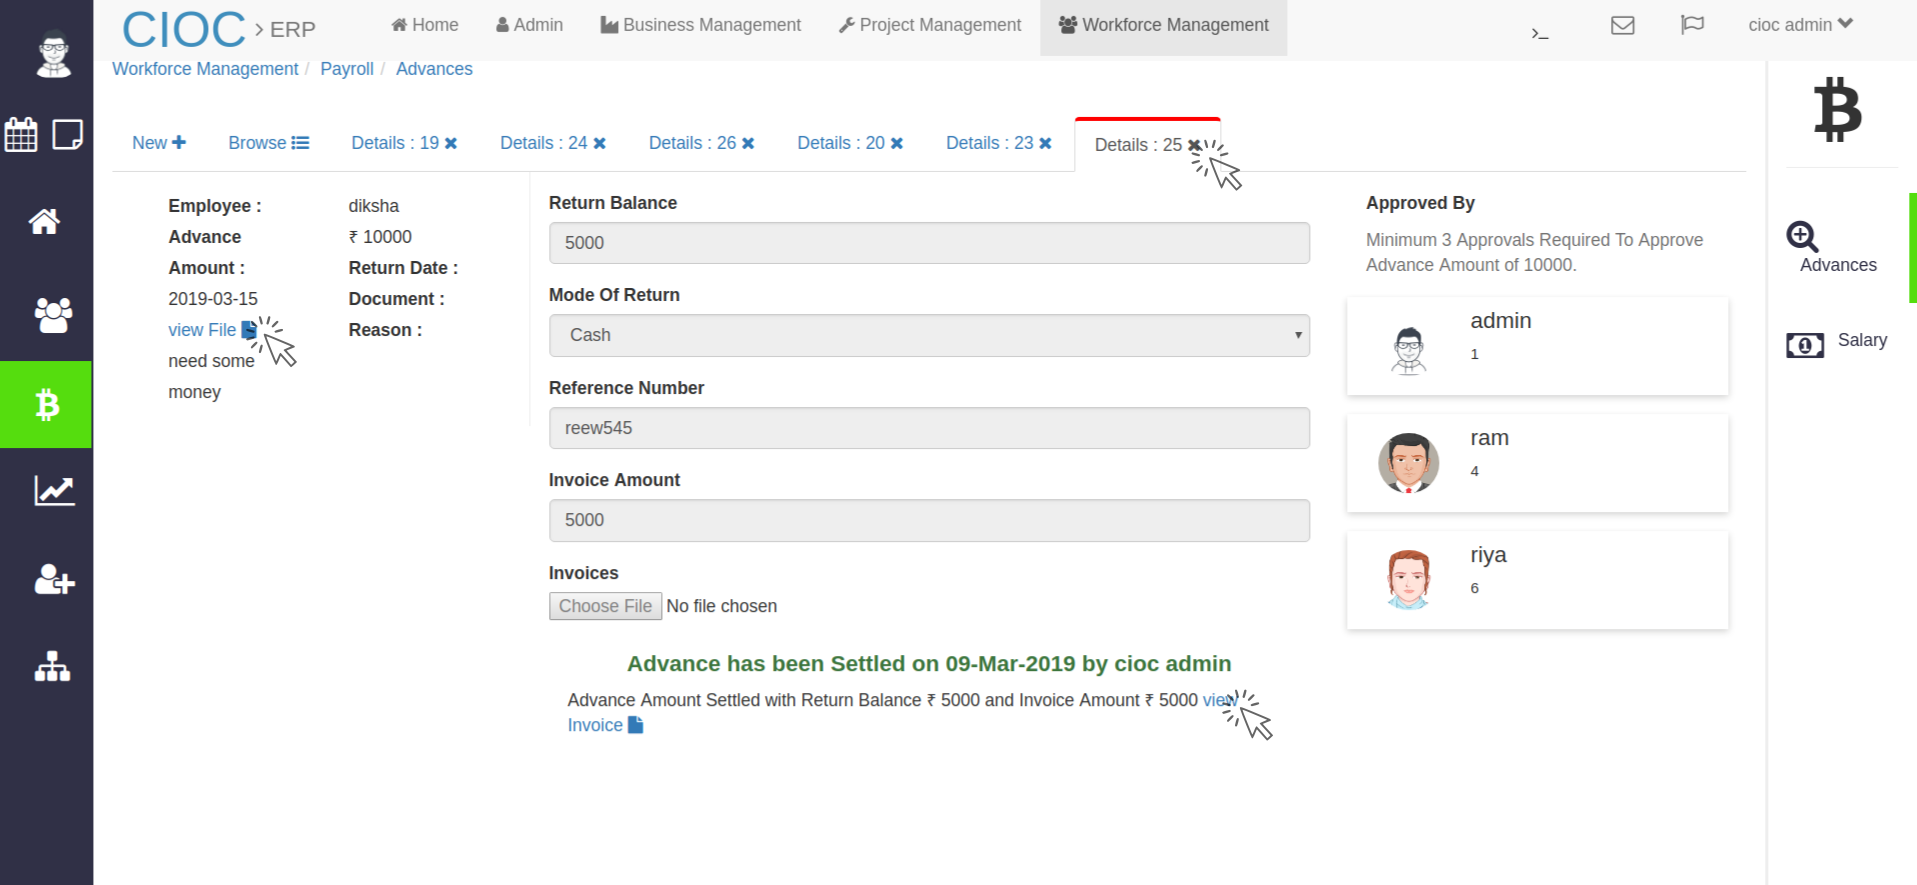 CIOC > ERP
Home
Admin
Business Management
Project Management
Workforce Management
>_
cioc admin
Workforce Management / Payroll / Advances
New
Browse
Details : 19
Details : 24
Details : 26
Details : 20
Details : 23
Details : 25
Employee :
Advance
Amount :
2019-03-15
view File
need some
money
diksha
₹ 10000
Return Date :
Document :
Reason :
Return Balance
5000
Mode Of Return
Cash
Reference Number
reew545
Invoice Amount
5000
Invoices
Choose File No file chosen
Advance has been Settled on 09-Mar-2019 by cioc admin
Advance Amount Settled with Return Balance ₹ 5000 and Invoice Amount ₹ 5000 view
Invoice
Approved By
Minimum 3 Approvals Required To Approve
Advance Amount of 10000.
admin
1
ram
4
riya
6
Advances
Salary